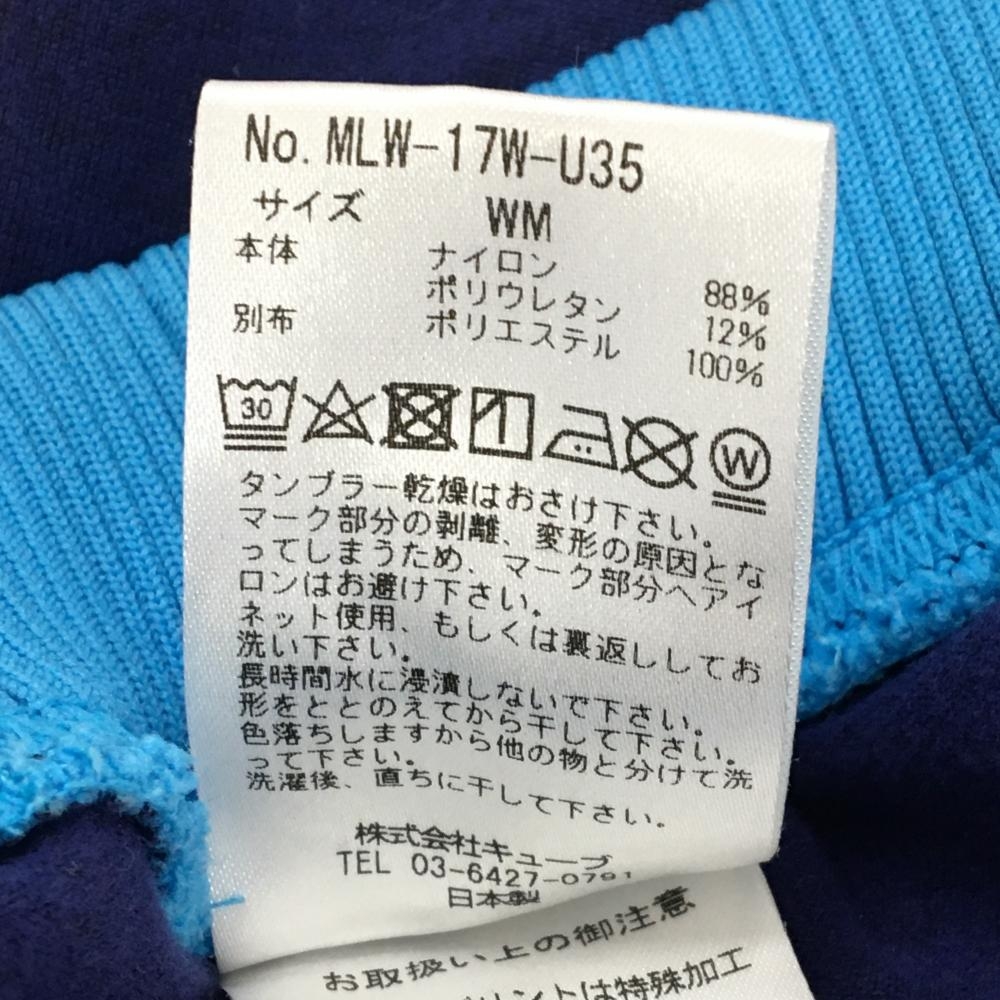 No. MLW-17W-U35
サイズ WM
本体 ナイロン 88%
ポリウレタン 12%
別布 ポリエステル 100%
30
W
タンブラー乾燥はおさけ下さい。
マーク部分の剥離、変形の原因とな
ってしまうため、マーク部分へアイ
ロンはお避け下さい。
ネット使用、もしくは裏返ししてお
洗い下さい。
長時間水に浸漬しないで下さい。
形をととのえてから干して下さい。
色落ちしますから他の物と分けて洗
って下さい。
洗濯後、直ちに干して下さい。
株式会社キューブ
TEL 03-6427-0791
日本製
お取扱い上の御注意
プリントは特殊加工